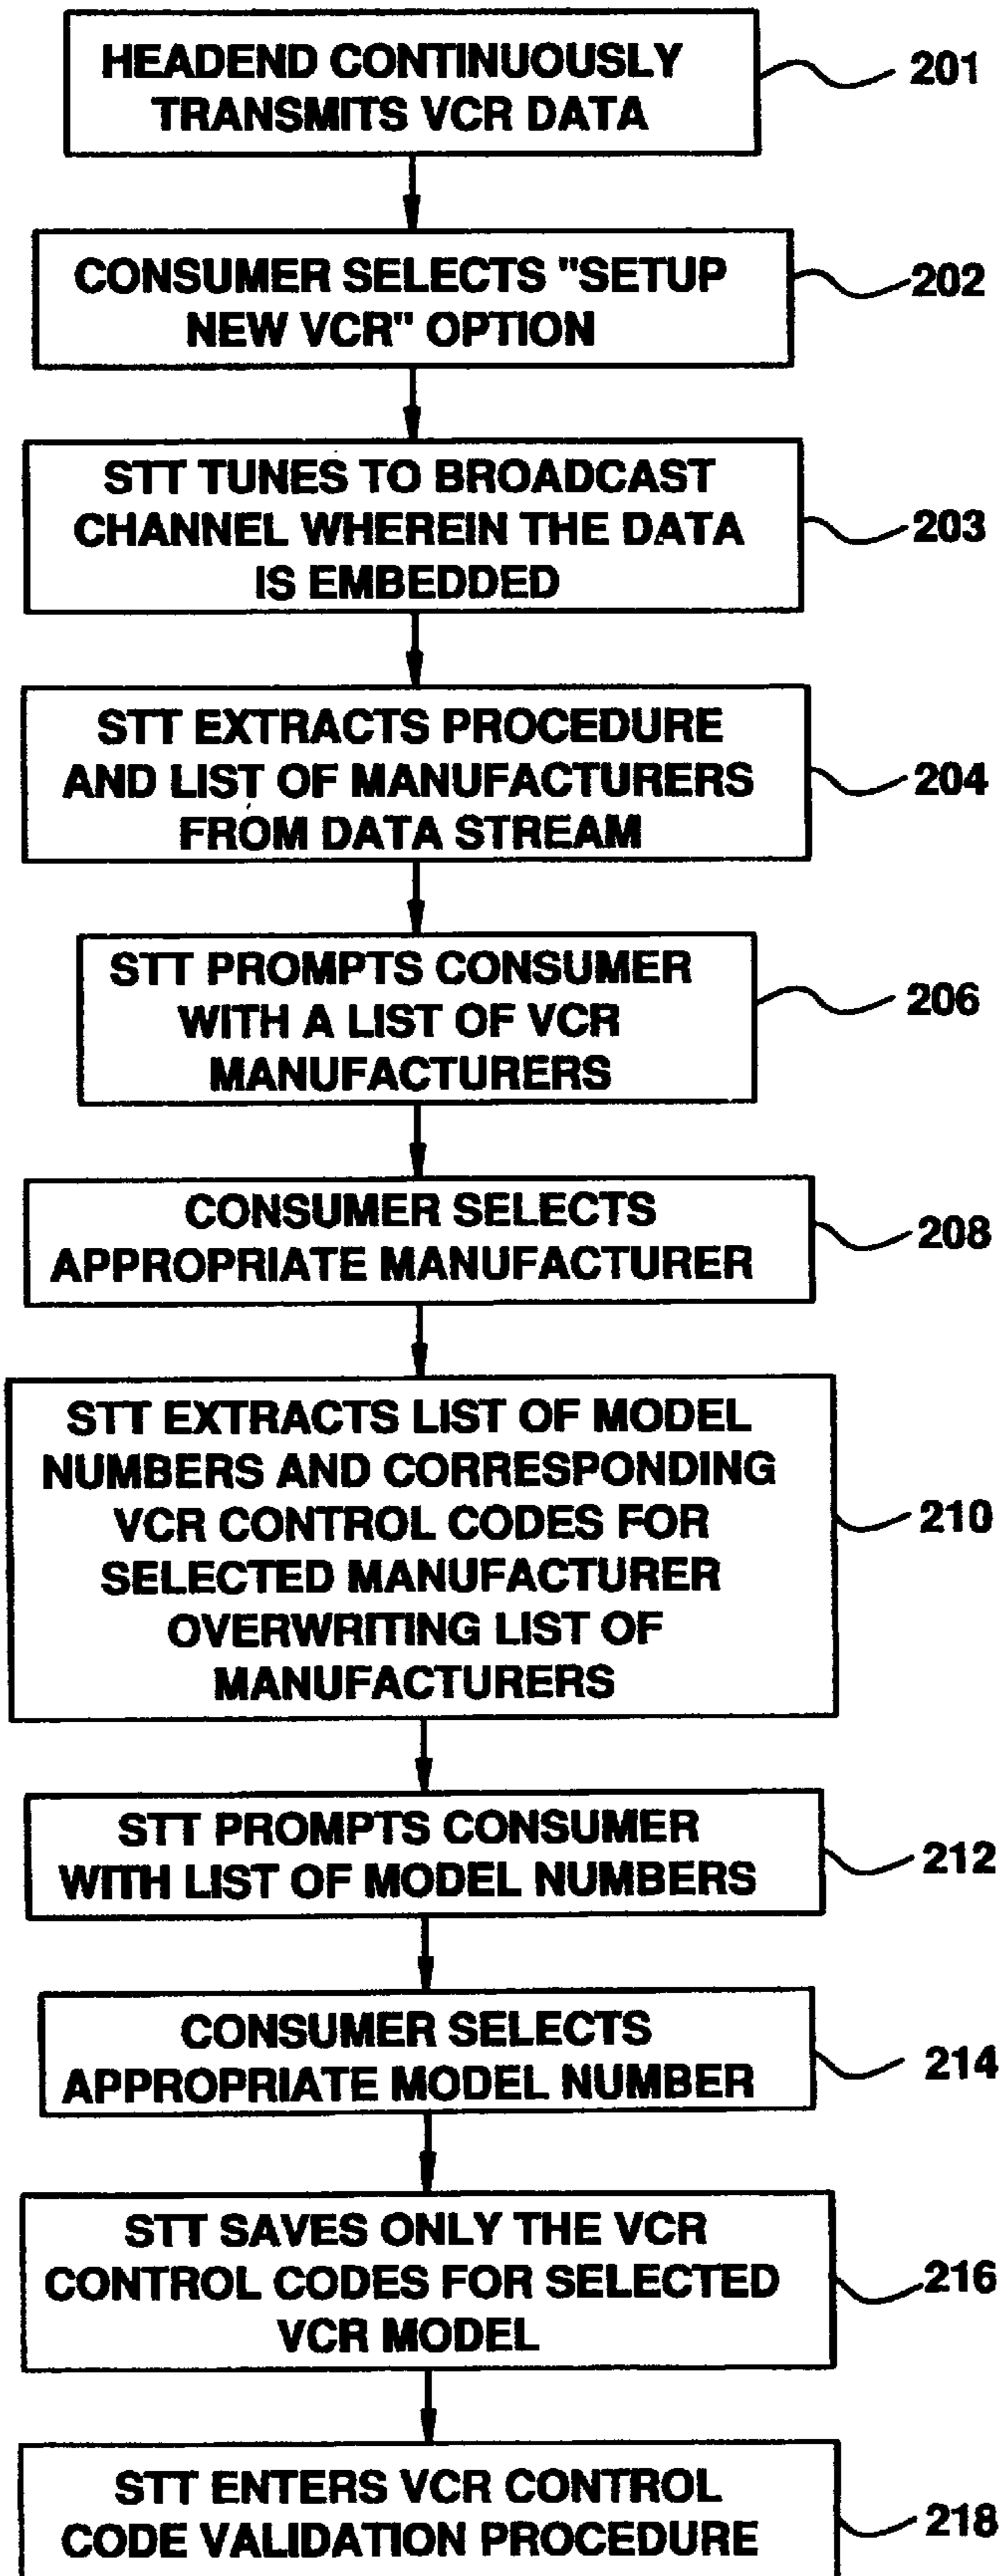 HEADEND CONTINUOUSLY
TRANSMITS VCR DATA
201
CONSUMER SELECTS "SETUP
NEW VCR" OPTION
202
STT TUNES TO BROADCAST
CHANNEL WHEREIN THE DATA
IS EMBEDDED
203
STT EXTRACTS PROCEDURE
AND LIST OF MANUFACTURERS
FROM DATA STREAM
204
STT PROMPTS CONSUMER
WITH A LIST OF VCR
MANUFACTURERS
206
CONSUMER SELECTS
APPROPRIATE MANUFACTURER
208
STT EXTRACTS LIST OF MODEL
NUMBERS AND CORRESPONDING
VCR CONTROL CODES FOR
SELECTED MANUFACTURER
OVERWRITING LIST OF
MANUFACTURERS
210
STT PROMPTS CONSUMER
WITH LIST OF MODEL NUMBERS
212
CONSUMER SELECTS
APPROPRIATE MODEL NUMBER
214
STT SAVES ONLY THE VCR
CONTROL CODES FOR SELECTED
VCR MODEL
216
STT ENTERS VCR CONTROL
CODE VALIDATION PROCEDURE
218